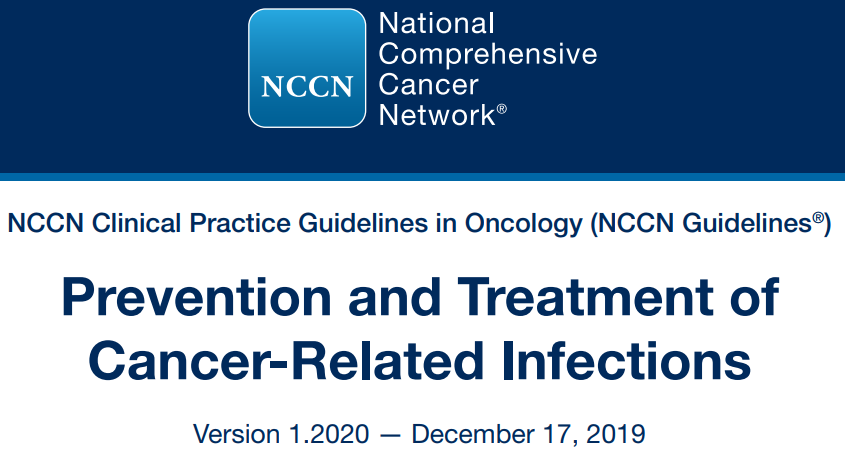 NCCN
National
Comprehensive
Cancer
Network®
NCCN Clinical Practice Guidelines in Oncology (NCCN Guidelines®)
Prevention and Treatment of
Cancer-Related Infections
Version 1.2020 — December 17, 2019